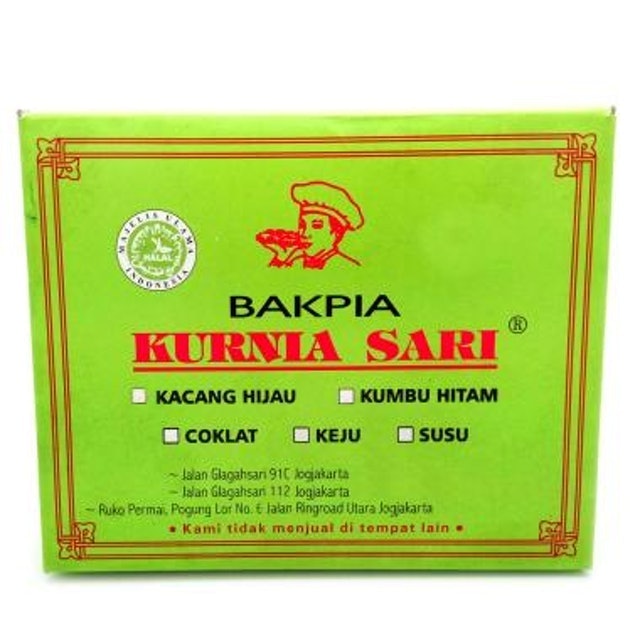 MAJELIS ULAMA
HALAL
INDONESIA
BAKPIA
KURNIA SARI ®
KACANG HIJAU KUMBU HITAM
COKLAT KEJU SUSU
~ Jalan Glagahsari 91C Jogjakarta
~ Jalan Glagahsari 112 Jogjakarta
~ Ruko Permai, Pogung Lor No. 6 Jalan Ringroad Utara Jogjakarta
• Kami tidak menjual di tempat lain •